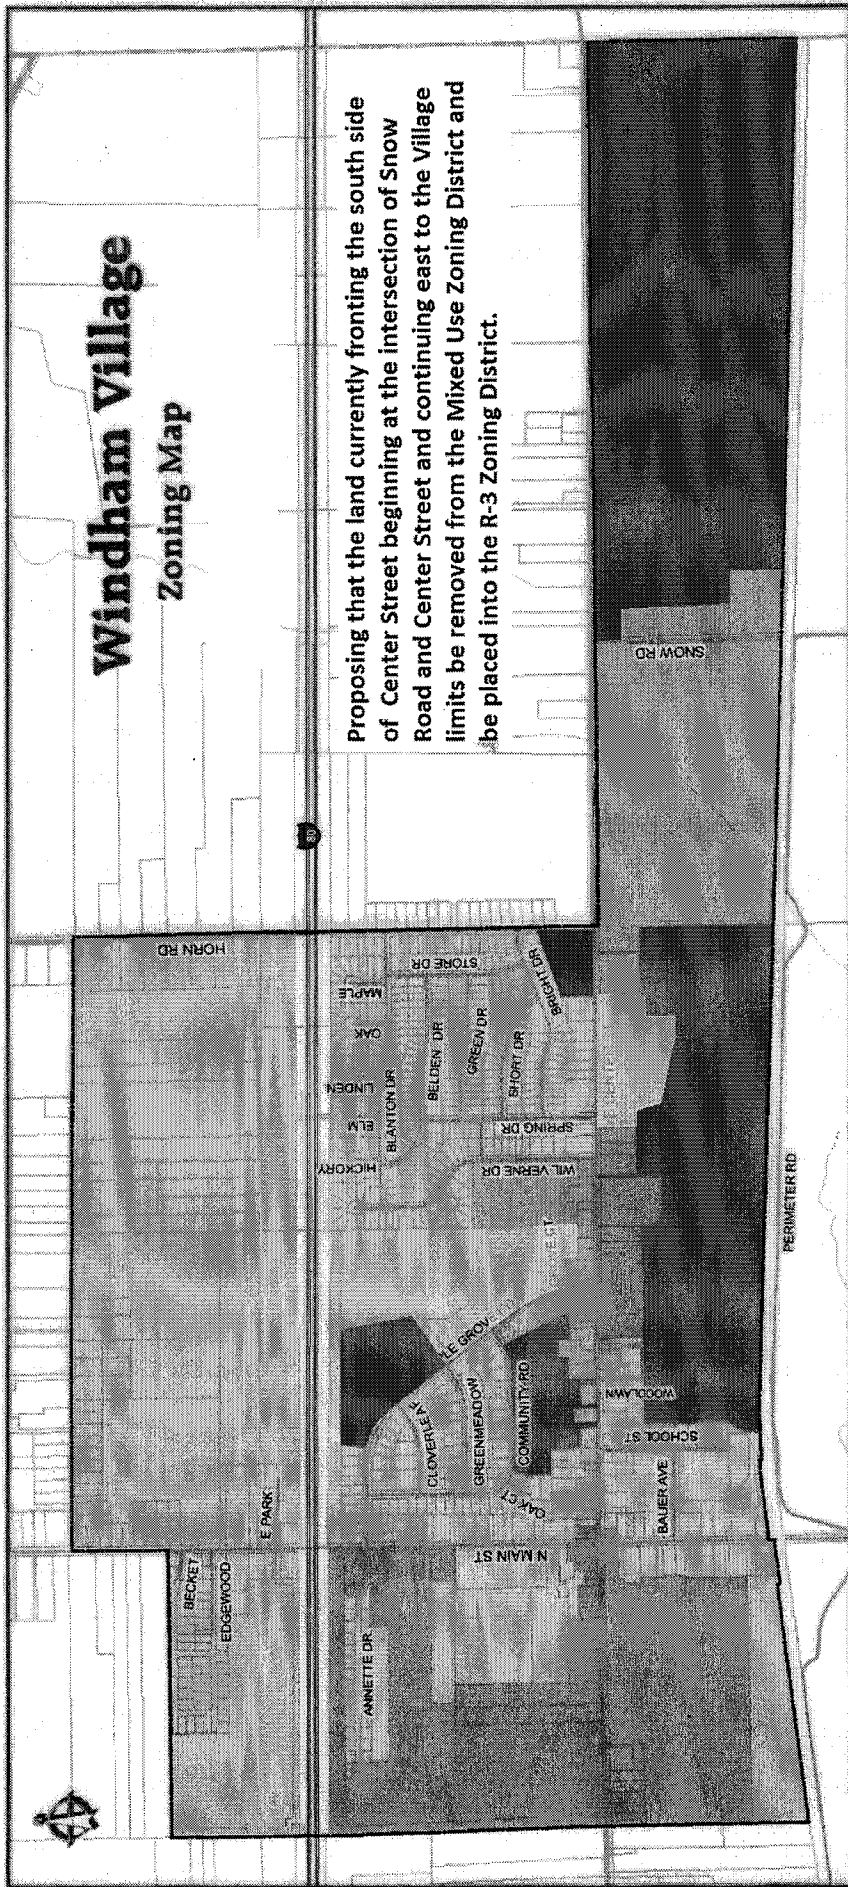 Windham Village
Zoning Map
Proposing that the land currently fronting the south side
of Center Street beginning at the intersection of Snow
Road and Center Street and continuing east to the Village
limits be removed from the Mixed Use Zoning District and
be placed into the R-3 Zoning District.
80
HORN RD
BECKET
EDGEWOOD
E PARK
MAPLE
OAK
LINDEN
ELM
HICKORY
STORE DR
BLANTON DR
BELDEN DR
GREEN DR
SHORT DR
BRIGHT DR
SPRING DR
WILVERNE DR
CLOVERLEAF
GREENMEADOW
COMMUNITY RD
OAK CT
N MAIN ST
ANNETTE DR
SNOW RD
WOODLAWN
SCHOOL ST
BAUER AVE
PERIMETER RD